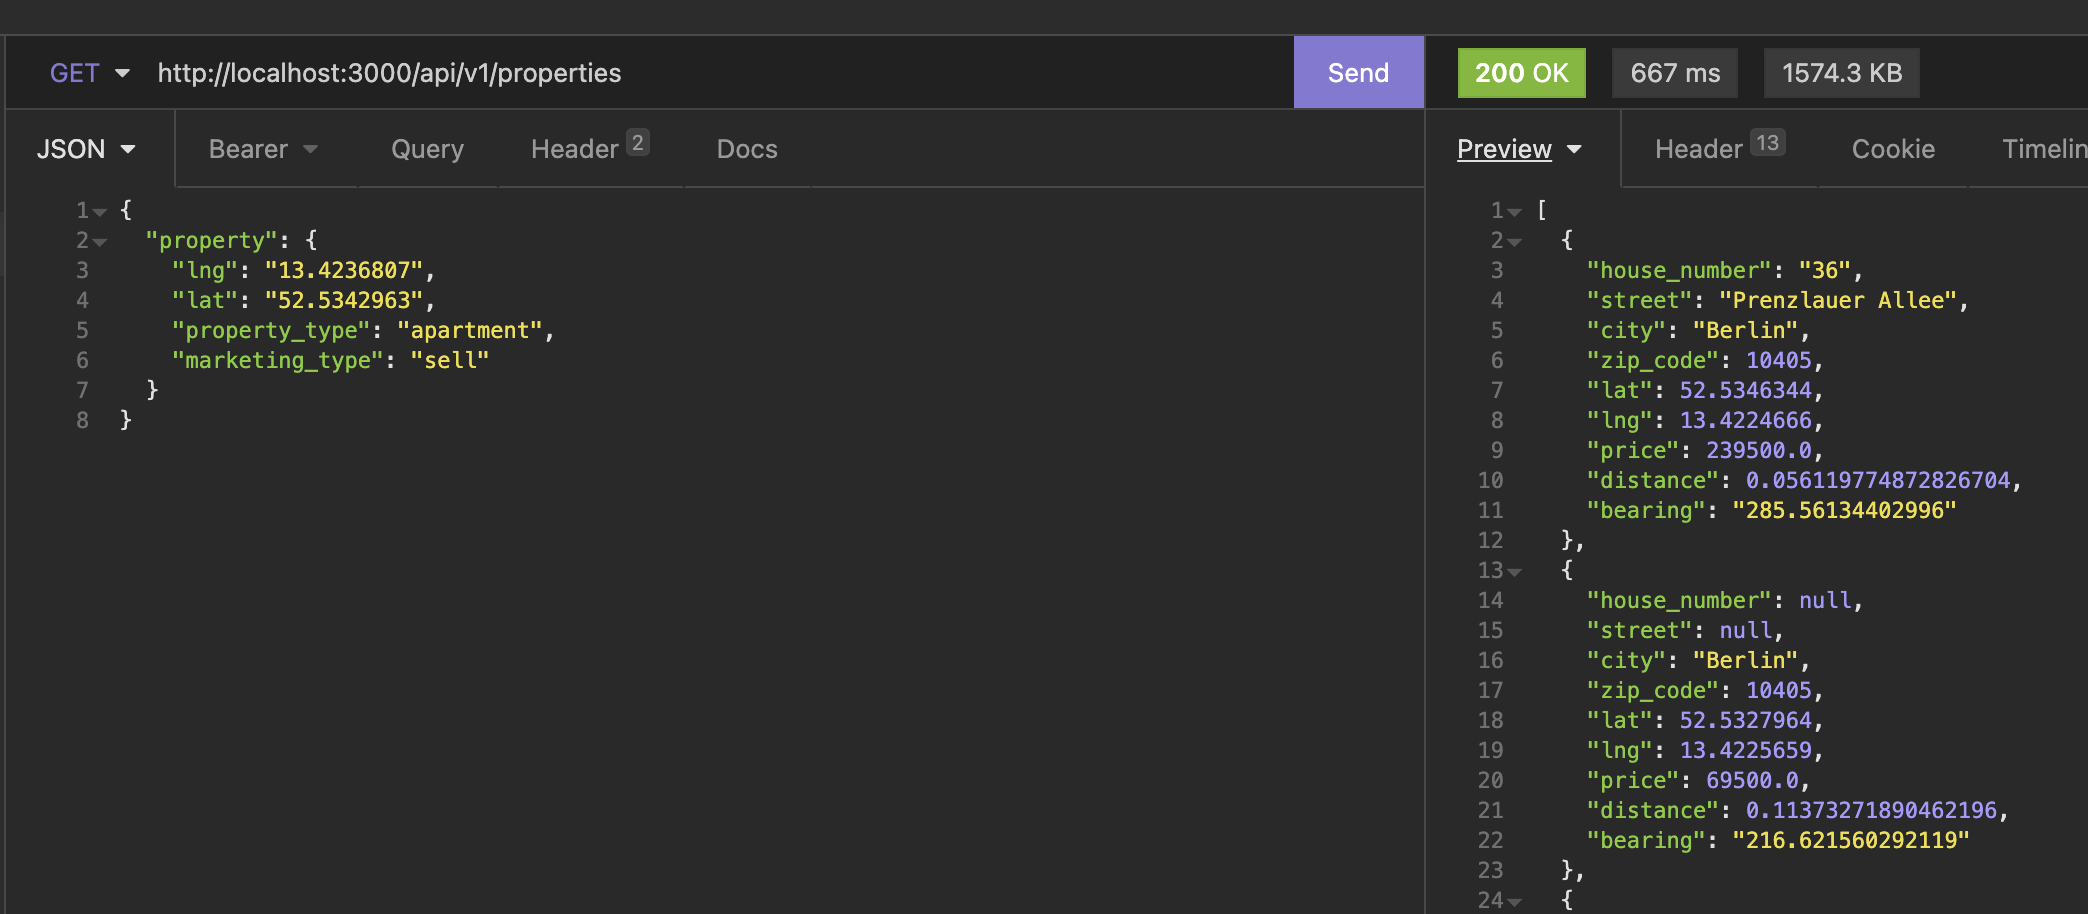 GET http://localhost:3000/api/v1/properties Send
JSON Bearer Query Header 2 Docs
1 {
2 "property": {
3 "lng": "13.4236807",
4 "lat": "52.5342963",
5 "property_type": "apartment",
6 "marketing_type": "sell"
7 }
8 }
200 OK 667 ms 1574.3 KB
Preview Header 13 Cookie Timelin
1 [
2 {
3 "house_number": "36",
4 "street": "Prenzlauer Allee",
5 "city": "Berlin",
6 "zip_code": 10405,
7 "lat": 52.5346344,
8 "lng": 13.4224666,
9 "price": 239500.0,
10 "distance": 0.056119774872826704,
11 "bearing": "285.56134402996"
12 },
13 {
14 "house_number": null,
15 "street": null,
16 "city": "Berlin",
17 "zip_code": 10405,
18 "lat": 52.5327964,
19 "lng": 13.4225659,
20 "price": 69500.0,
21 "distance": 0.11373271890462196,
22 "bearing": "216.621560292119"
23 },
24 {